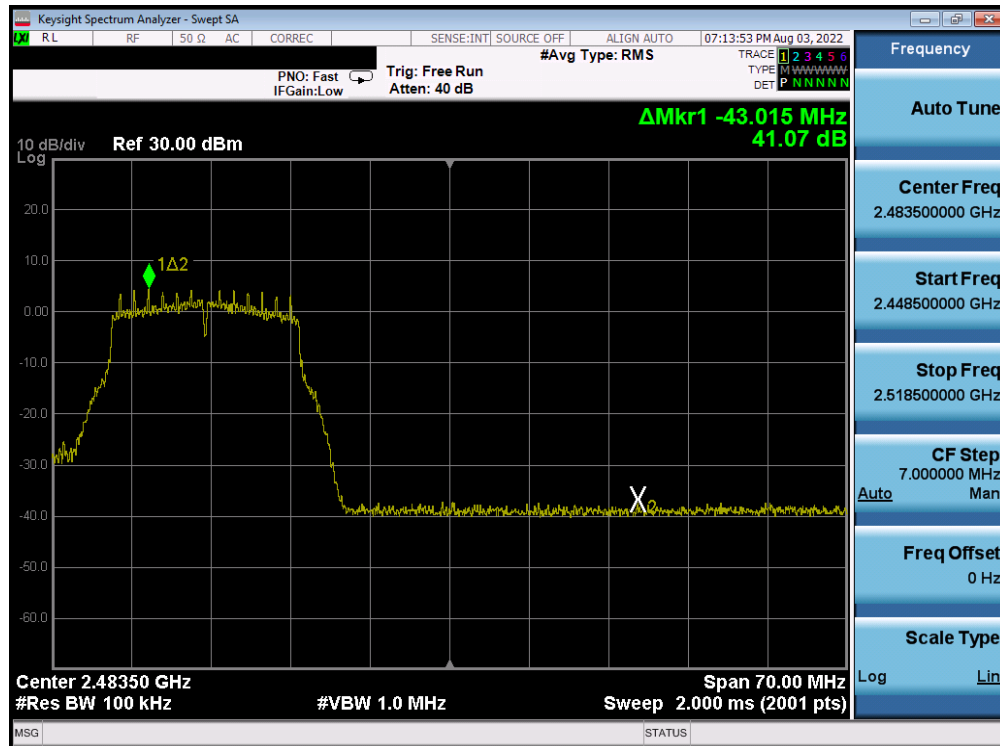 Keysight Spectrum Analyzer - Swept SA
LXI RL RF 50 Ω AC CORREC SENSE:INT SOURCE OFF ALIGN AUTO 07:13:53 PM Aug 03, 2022
#Avg Type: RMS
TRACE 1 2 3 4 5 6
PNO: Fast Trig: Free Run
TYPE M WWWWW
IFGain:Low Atten: 40 dB
DET P N N N N N
ΔMkr1 -43.015 MHz
41.07 dB
10 dB/div Ref 30.00 dBm
Log
20.0
10.0
1Δ2
0.00
-10.0
-20.0
-30.0
X2
-40.0
-50.0
-60.0
Center 2.48350 GHz Span 70.00 MHz
#Res BW 100 kHz #VBW 1.0 MHz Sweep 2.000 ms (2001 pts)
MSG STATUS
Frequency
Auto Tune
Center Freq
2.483500000 GHz
Start Freq
2.448500000 GHz
Stop Freq
2.518500000 GHz
CF Step
7.000000 MHz
Auto Man
Freq Offset
0 Hz
Scale Type
Log Lin